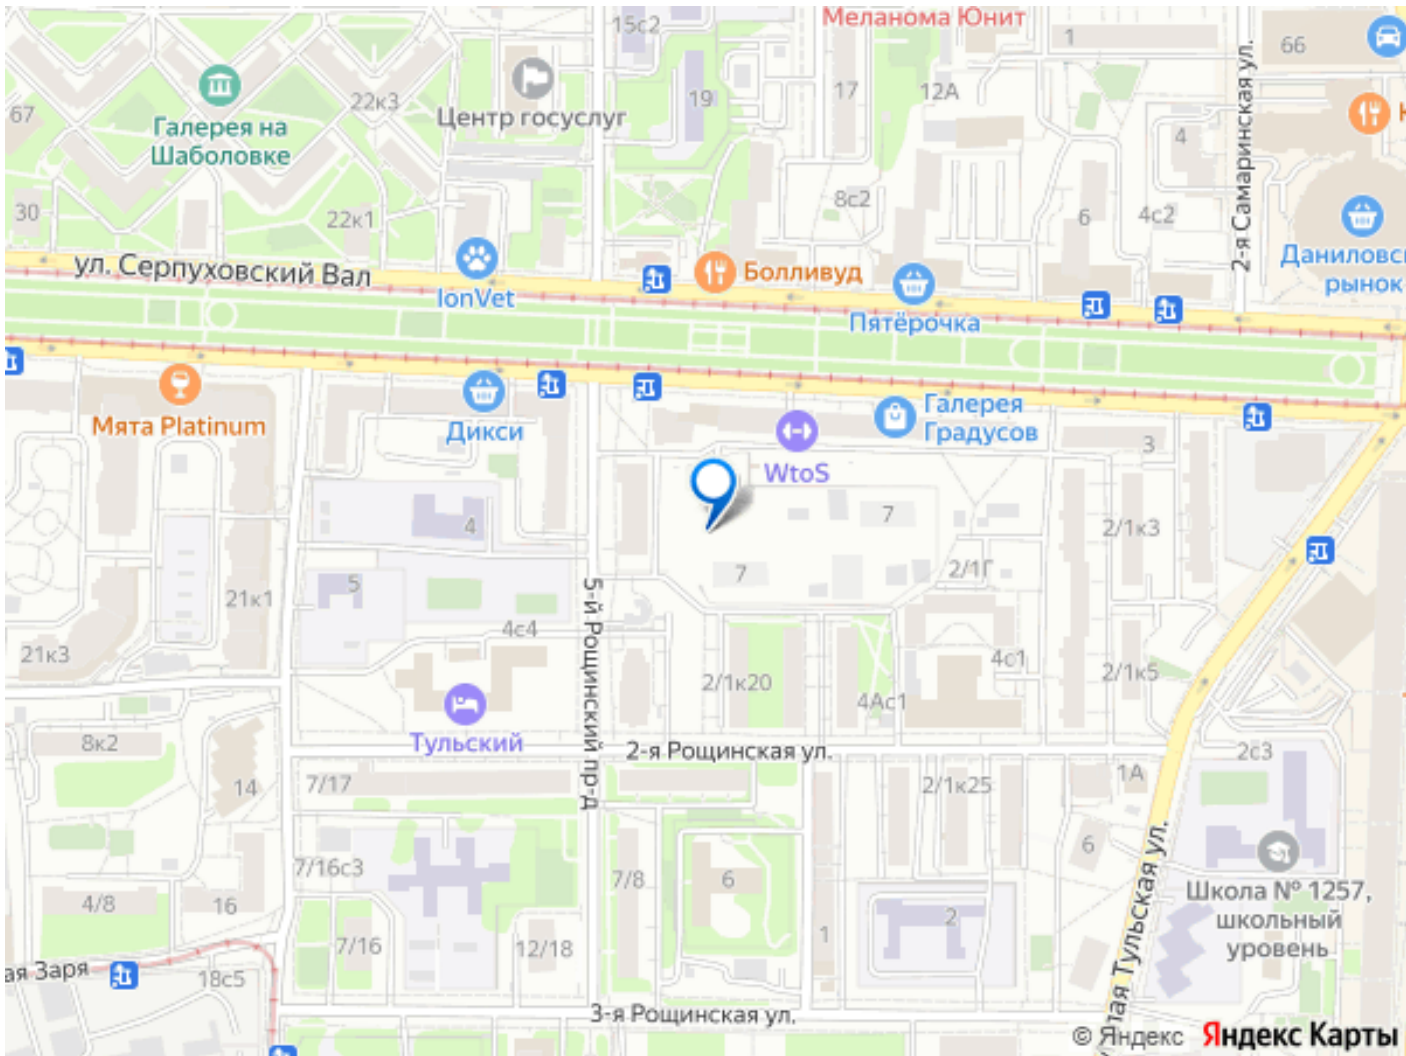 Меланома Юнит
15с2
1
66
67
22к3
Центр госуслуг
19
17
12А
Галерея на
Шаболовке
2-я Самаринская ул.
4
30
22к1
8с2
6
4с2
Даниловс
рынок
ул. Серпуховский Вал
IonVet
Болливуд
Пятёрочка
Мята Platinum
Дикси
Галерея
Градусов
3
WtoS
4
7
2/1к3
5
7
2/1Г
21к1
5-й Рощинский пр-д
4с4
21к3
4с1
2/1к20
2/1к5
4Ас1
Тульский
8к2
2-я Рощинская ул.
2с3
14
7/17
2/1к25
1А
6
7/16с3
7/8
6
Школа № 1257,
школьный
уровень
4/8
16
2
7/16
12/18
1
лая Тульская ул.
ая Заря
18с5
3-я Рощинская ул.
© Яндекс Яндекс Карты